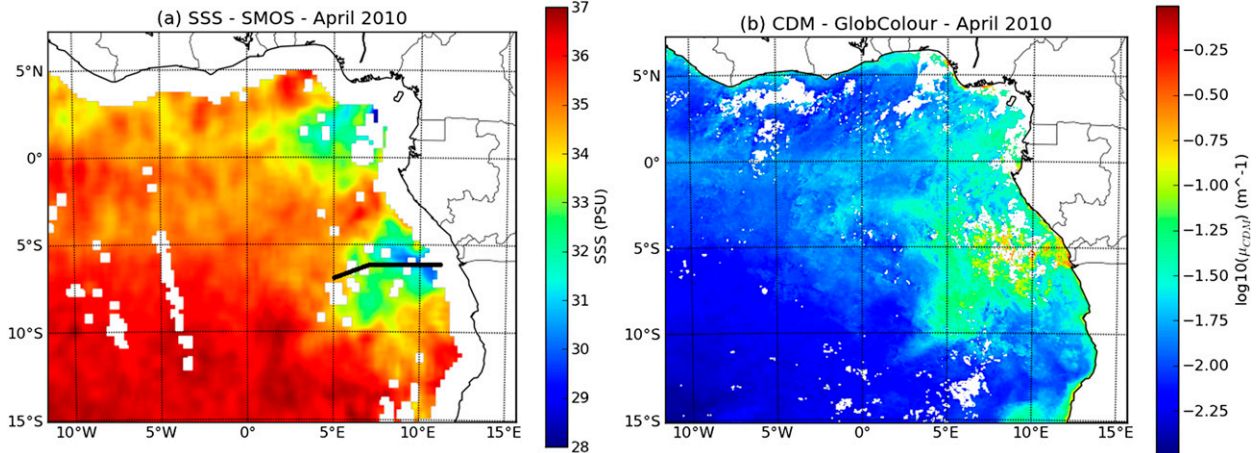 (a) SSS - SMOS - April 2010
5°N
0°
5°S
10°S
15°S
10°W
5°W
0°
5°E
10°E
15°E
37
36
35
34
33
32
31
30
29
28
SSS (PSU)
(b) CDM - GlobColour - April 2010
5°N
0°
5°S
10°S
15°S
10°W
5°W
0°
5°E
10°E
15°E
-0.25
-0.50
-0.75
-1.00
-1.25
-1.50
-1.75
-2.00
-2.25
log10(μCDM) (m^-1)